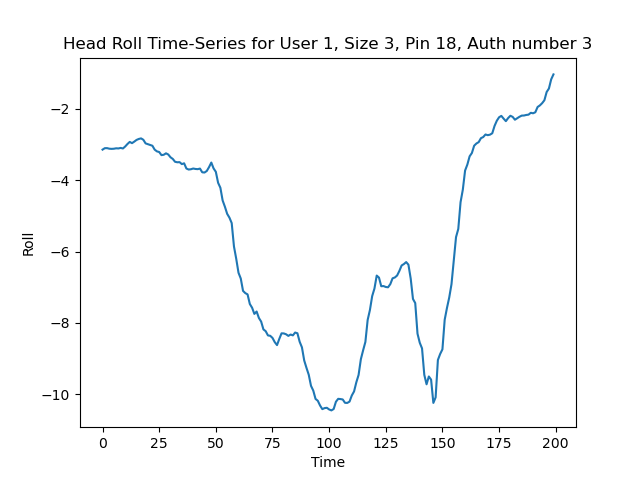 Head Roll Time-Series for User 1, Size 3, Pin 18, Auth number 3
−2
−4
−6
−8
−10
Roll
0 25 50 75 100 125 150 175 200
Time